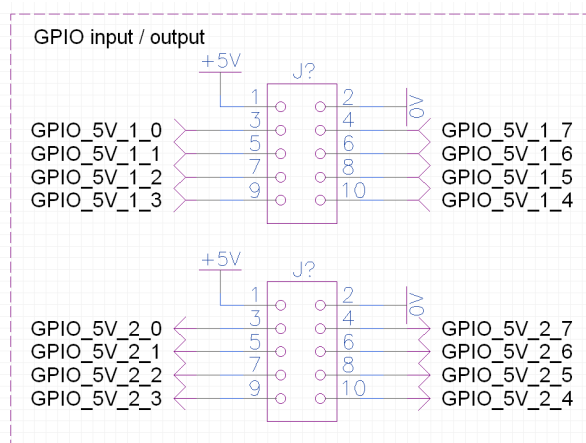 GPIO input / output
+5V
J?
1 2 0V
GPIO_5V_1_0 3 4 GPIO_5V_1_7
GPIO_5V_1_1 5 6 GPIO_5V_1_6
GPIO_5V_1_2 7 8 GPIO_5V_1_5
GPIO_5V_1_3 9 10 GPIO_5V_1_4
+5V
J?
1 2 0V
GPIO_5V_2_0 3 4 GPIO_5V_2_7
GPIO_5V_2_1 5 6 GPIO_5V_2_6
GPIO_5V_2_2 7 8 GPIO_5V_2_5
GPIO_5V_2_3 9 10 GPIO_5V_2_4